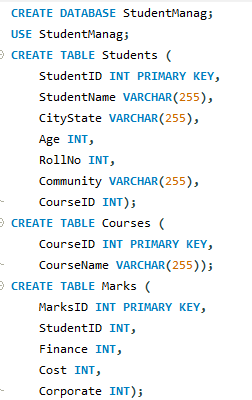 CREATE DATABASE StudentManag;
USE StudentManag;
CREATE TABLE Students (
StudentID INT PRIMARY KEY,
StudentName VARCHAR(255),
CityState VARCHAR(255),
Age INT,
RollNo INT,
Community VARCHAR(255),
CourseID INT);
CREATE TABLE Courses (
CourseID INT PRIMARY KEY,
CourseName VARCHAR(255));
CREATE TABLE Marks (
MarksID INT PRIMARY KEY,
StudentID INT,
Finance INT,
Cost INT,
Corporate INT);